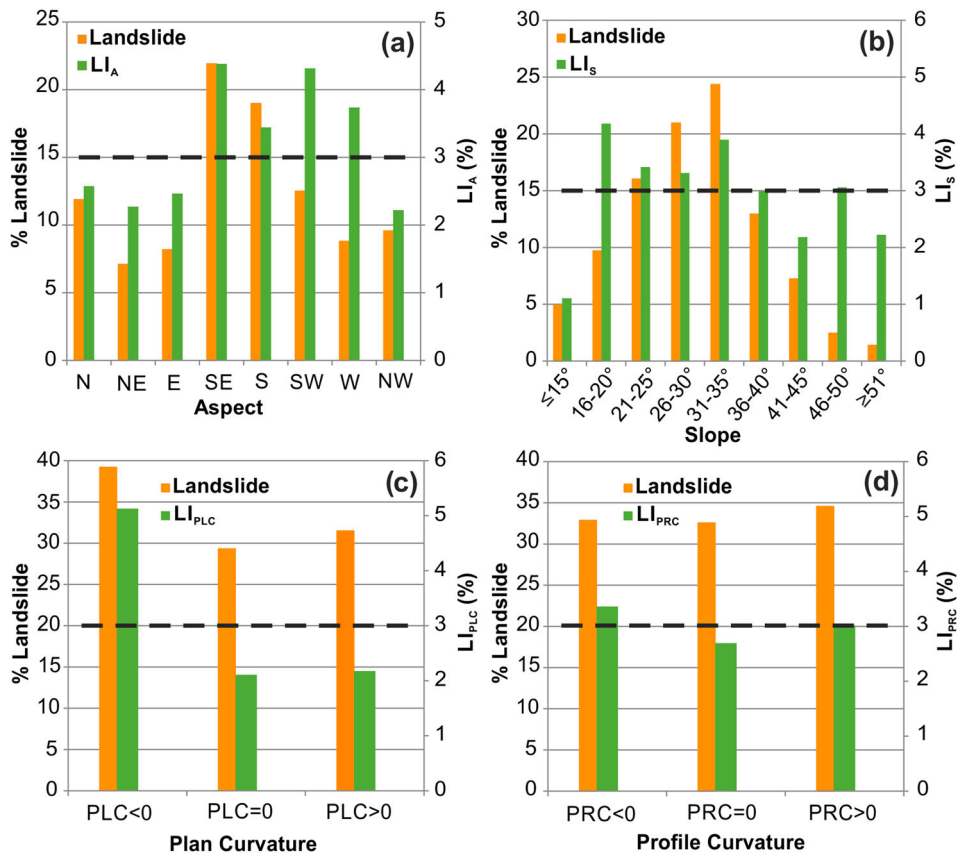 (a)
Landslide
LIA
25
20
15
10
5
0
% Landslide
5
4
3
2
1
0
LIA (%)
N NE E SE S SW W NW
Aspect
(b)
Landslide
LIS
30
25
20
15
10
5
0
% Landslide
6
5
4
3
2
1
0
LIS (%)
≤15° 16-20° 21-25° 26-30° 31-35° 36-40° 41-45° 46-50° ≥51°
Slope
(c)
Landslide
LIPLC
40
35
30
25
20
15
10
5
0
% Landslide
6
5
4
3
2
1
0
LIPLC (%)
PLC<0 PLC=0 PLC>0
Plan Curvature
(d)
Landslide
LIPRC
40
35
30
25
20
15
10
5
0
% Landslide
6
5
4
3
2
1
0
LIPRC (%)
PRC<0 PRC=0 PRC>0
Profile Curvature